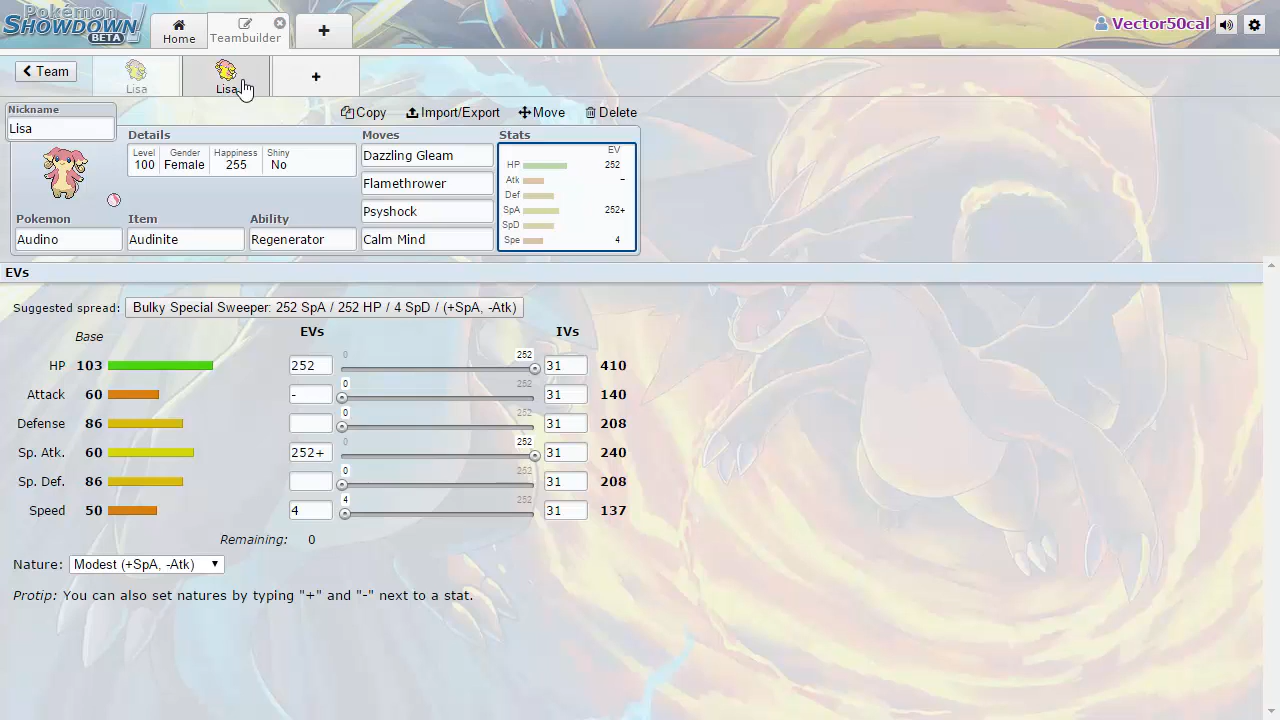 Pokémon
SHOWDOWN!
BETA
Home
Teambuilder
+
Vector50cal
Team
Lisa
Lisa
+
Nickname
Lisa
Copy Import/Export Move Delete
Details
Level Gender Happiness Shiny
100 Female 255 No
Pokemon
Audino
Item
Audinite
Ability
Regenerator
Moves
Dazzling Gleam
Flamethrower
Psyshock
Calm Mind
Stats
EV
HP 252
Atk –
Def
SpA 252+
SpD
Spe 4
EVs
Suggested spread: Bulky Special Sweeper: 252 SpA / 252 HP / 4 SpD / (+SpA, -Atk)
Base EVs IVs
HP 103 252 0 252 31 410
Attack 60 - 0 252 31 140
Defense 86 0 252 31 208
Sp. Atk. 60 252+ 0 252 31 240
Sp. Def. 86 0 252 31 208
Speed 50 4 4 252 31 137
Remaining: 0
Nature: Modest (+SpA, -Atk)
Protip: You can also set natures by typing "+" and "-" next to a stat.